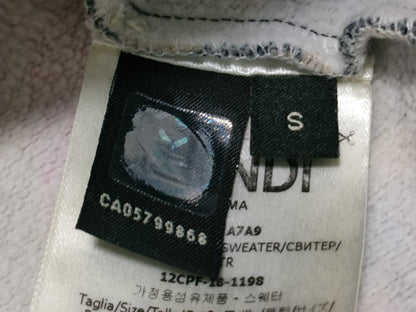 S
CA05799868
NDI
MA
A7A9
SWEATER/СВИТЕР/
TR
12CPF-18-1198
가정용섬유제품 - 스웨터
Taglia/Size/